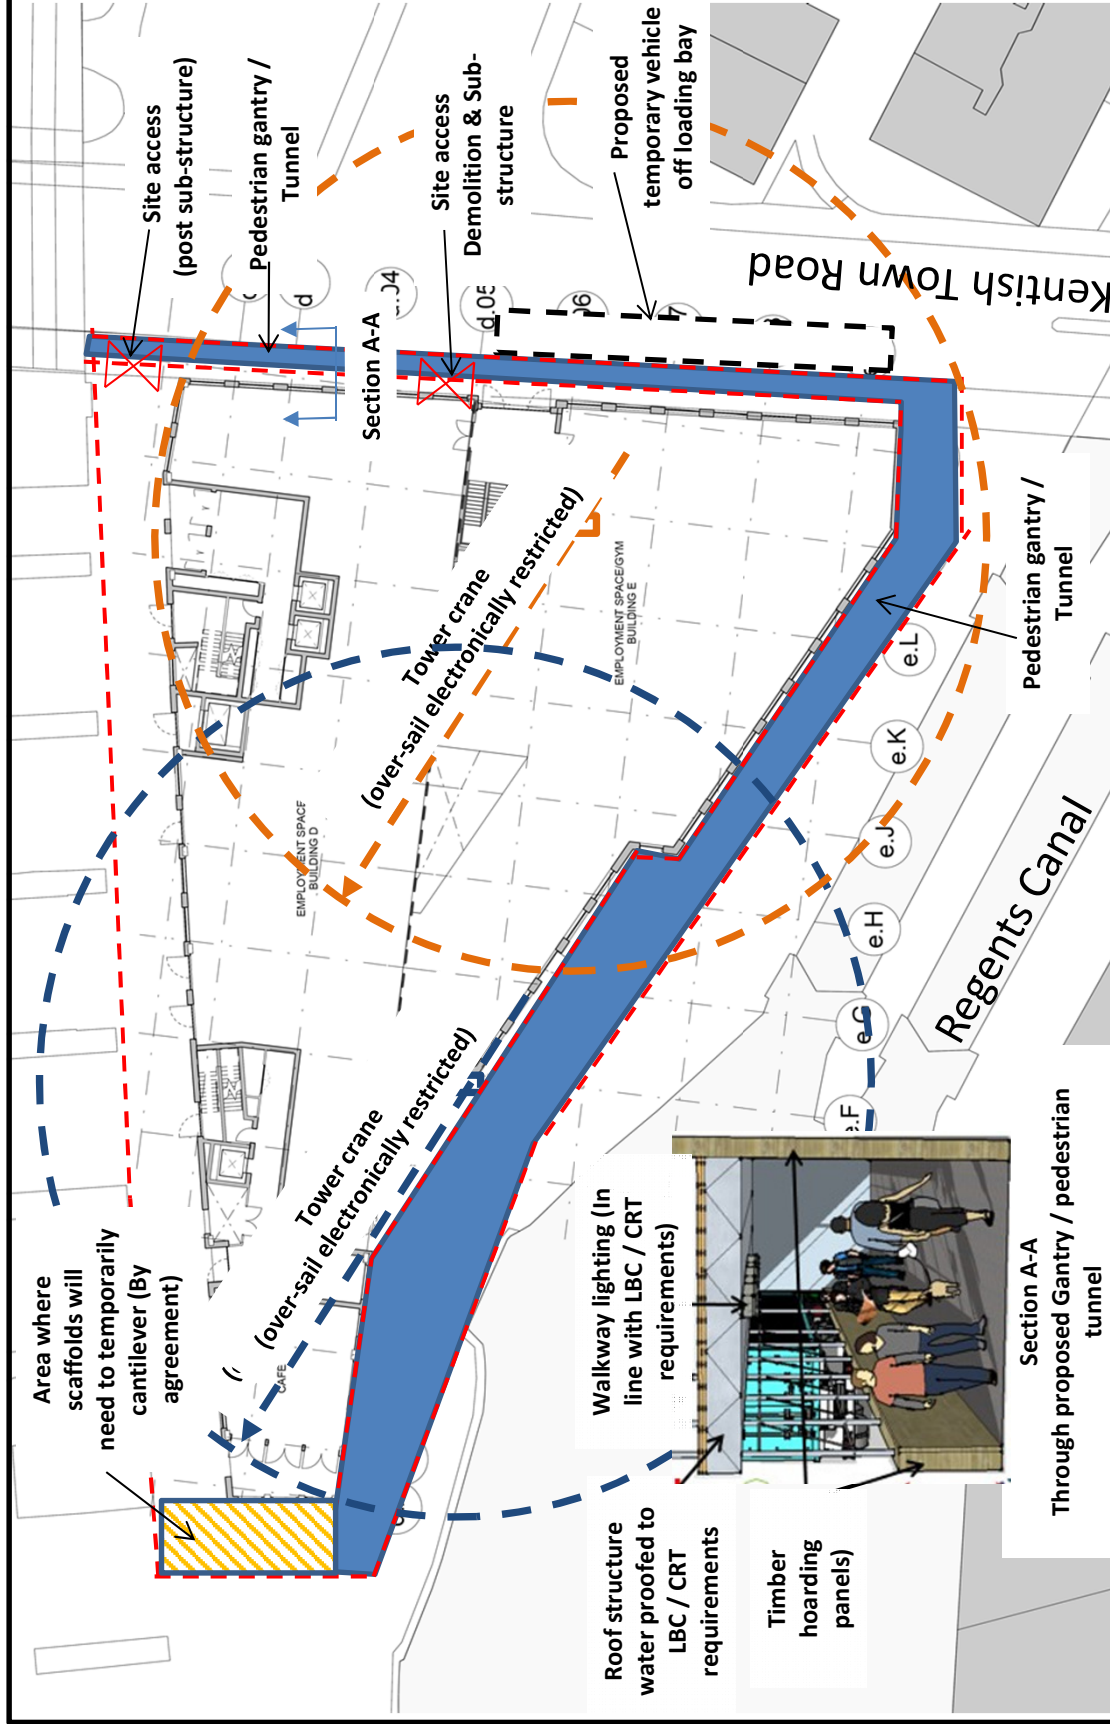 Area where
scaffolds will
need to temporarily
cantilever (By
agreement)
Site access
(post sub-structure)
Pedestrian gantry /
Tunnel
Site access
Demolition & Sub-
structure
Proposed
temporary vehicle
off loading bay
Kentish Town Road
Section A-A
d
.04
d.05
06
7
Tower crane
(over-sail electronically restricted)
Tower crane
(over-sail electronically restricted)
EMPLOYMENT SPACE
BUILDING D
EMPLOYMENT SPACE/GYM
BUILDING E
CAFE
Pedestrian gantry /
Tunnel
e.L
e.K
e.J
e.H
e.G
e.F
Regents Canal
Roof structure
water proofed to
LBC / CRT
requirements
Walkway lighting (In
line with LBC / CRT
requirements)
Timber
hoarding
panels)
Section A-A
Through proposed Gantry / pedestrian
tunnel